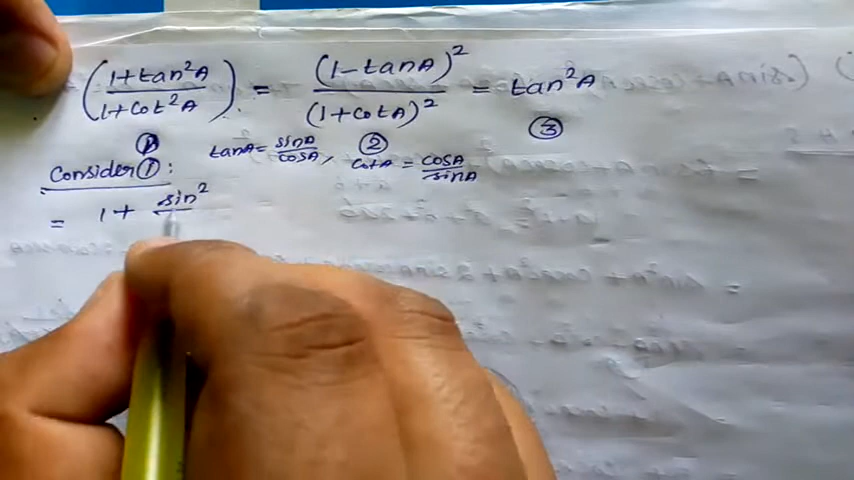 (1+tan²A / 1+cot²A) = (1-tanA)² / (1+cotA)² = tan²A
① ② ③
Consider ① : tanA = sinA/cosA, cotA = cosA/sinA
= 1 + sin²